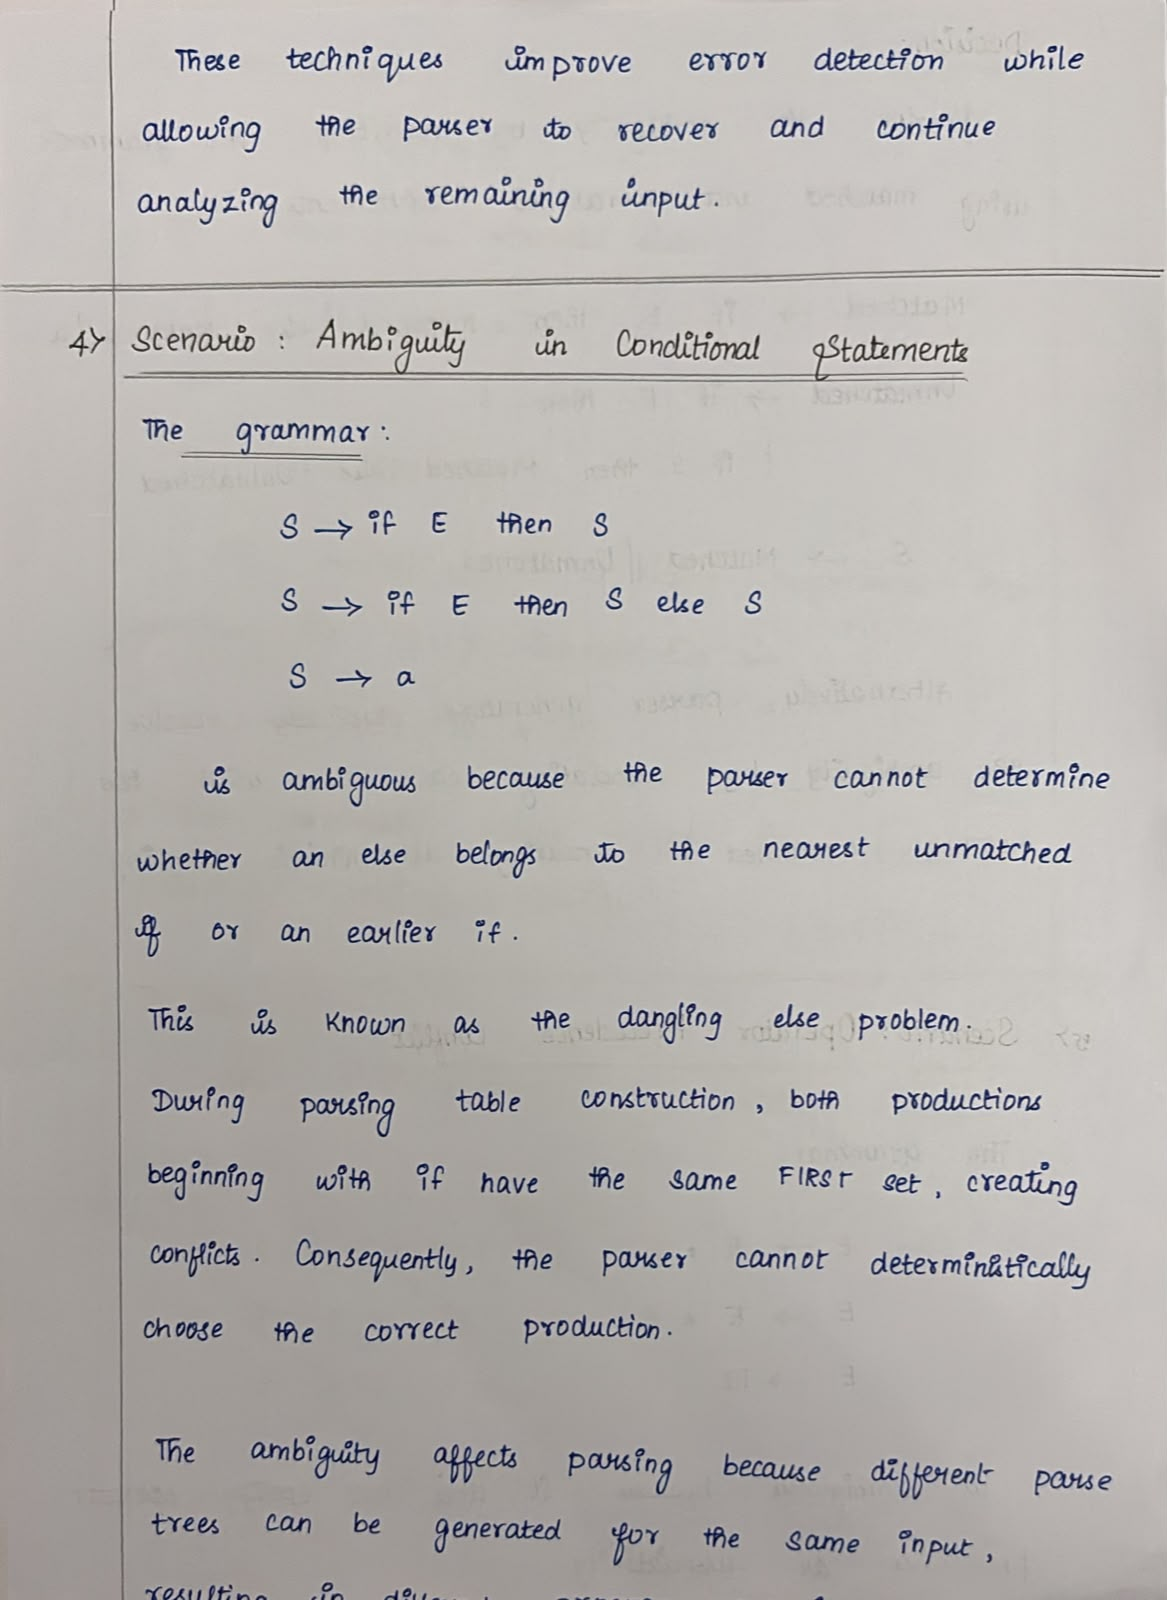 These techniques improve error detection while
allowing the parser to recover and continue
analyzing the remaining input.
4) Scenario : Ambiguity in Conditional Statements
The grammar :
S → if E then S
S → if E then S else S
S → a
is ambiguous because the parser cannot determine
whether an else belongs to the nearest unmatched
if or an earlier if.
This is known as the dangling else problem.
During parsing table construction, both productions
beginning with if have the same FIRST set, creating
conflicts. Consequently, the parser cannot deterministically
choose the correct production.
The ambiguity affects parsing because different parse
trees can be generated for the same input,
resulting in